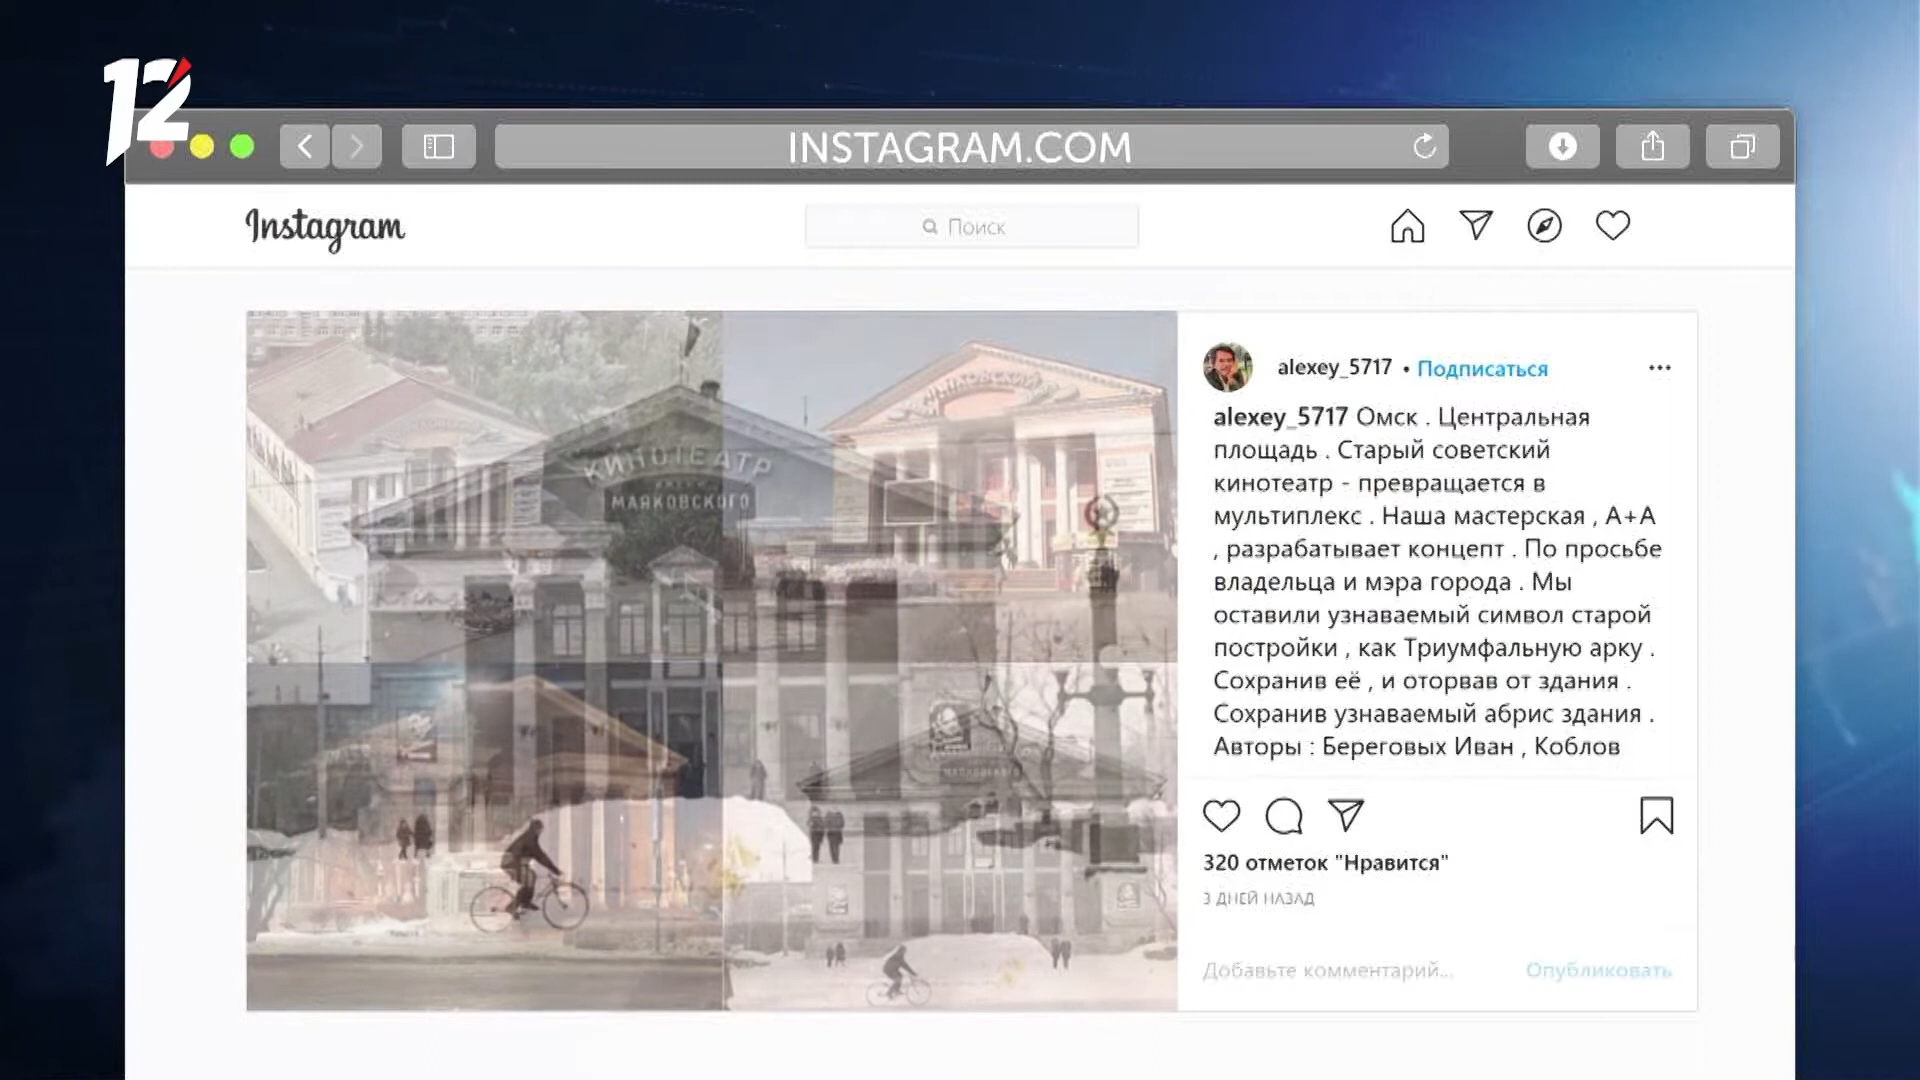 12
INSTAGRAM.COM
Instagram
Поиск
КИНОТЕАТР
МАЯКОВСКОГО
МАЯКОВСКИЙ
МАЯКОВСКОГО
alexey_5717 • Подписаться
alexey_5717 Омск . Центральная
площадь . Старый советский
кинотеатр - превращается в
мультиплекс . Наша мастерская , А+А
, разрабатывает концепт . По просьбе
владельца и мэра города . Мы
оставили узнаваемый символ старой
постройки , как Триумфальную арку .
Сохранив её , и оторвав от здания .
Сохранив узнаваемый абрис здания .
Авторы : Береговых Иван , Коблов
320 отметок "Нравится"
3 ДНЕЙ НАЗАД
Добавьте комментарий...
Опубликовать